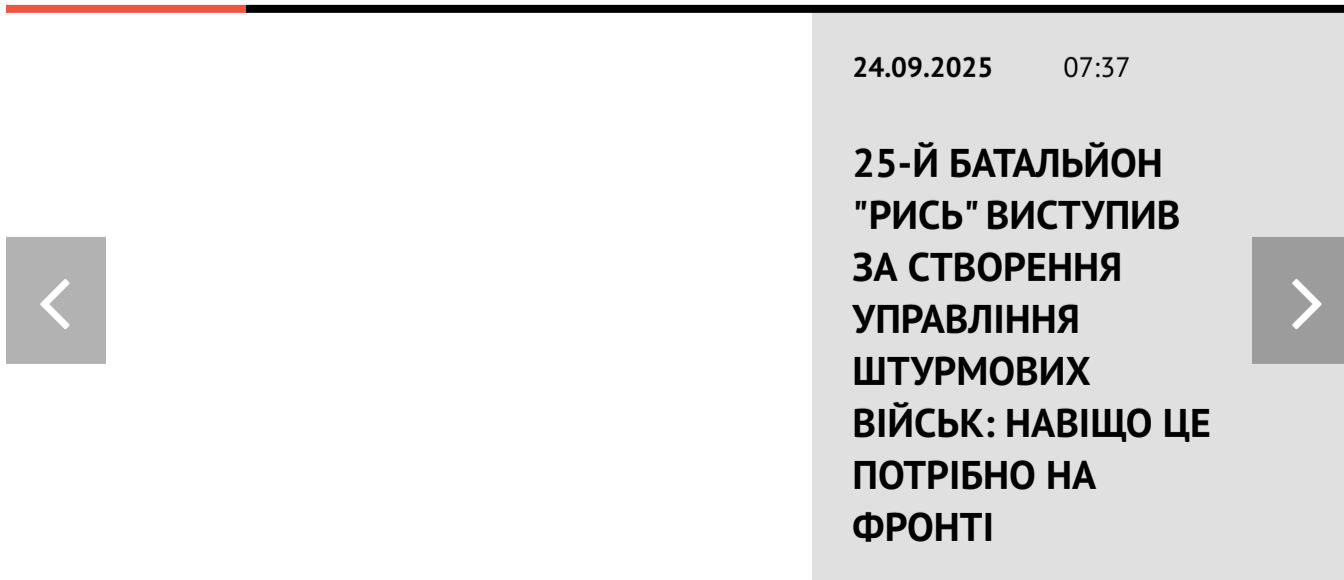 24.09.2025 07:37
25-Й БАТАЛЬЙОН
"РИСЬ" ВИСТУПИВ
ЗА СТВОРЕННЯ
УПРАВЛІННЯ
ШТУРМОВИХ
ВІЙСЬК: НАВІЩО ЦЕ
ПОТРІБНО НА
ФРОНТІ